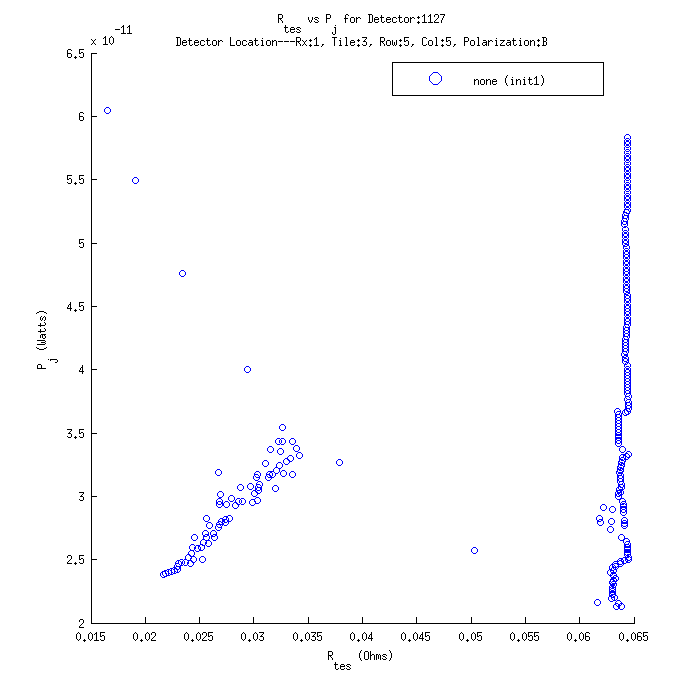 R_tes vs P_j for Detector:1127
Detector Location---Rx:1, Tile:3, Row:5, Col:5, Polarization:B
x 10^-11
none (init1)
6.5
6
5.5
5
4.5
4
3.5
3
2.5
2
P_j (Watts)
0.015 0.02 0.025 0.03 0.035 0.04 0.045 0.05 0.055 0.06 0.065
R_tes (Ohms)